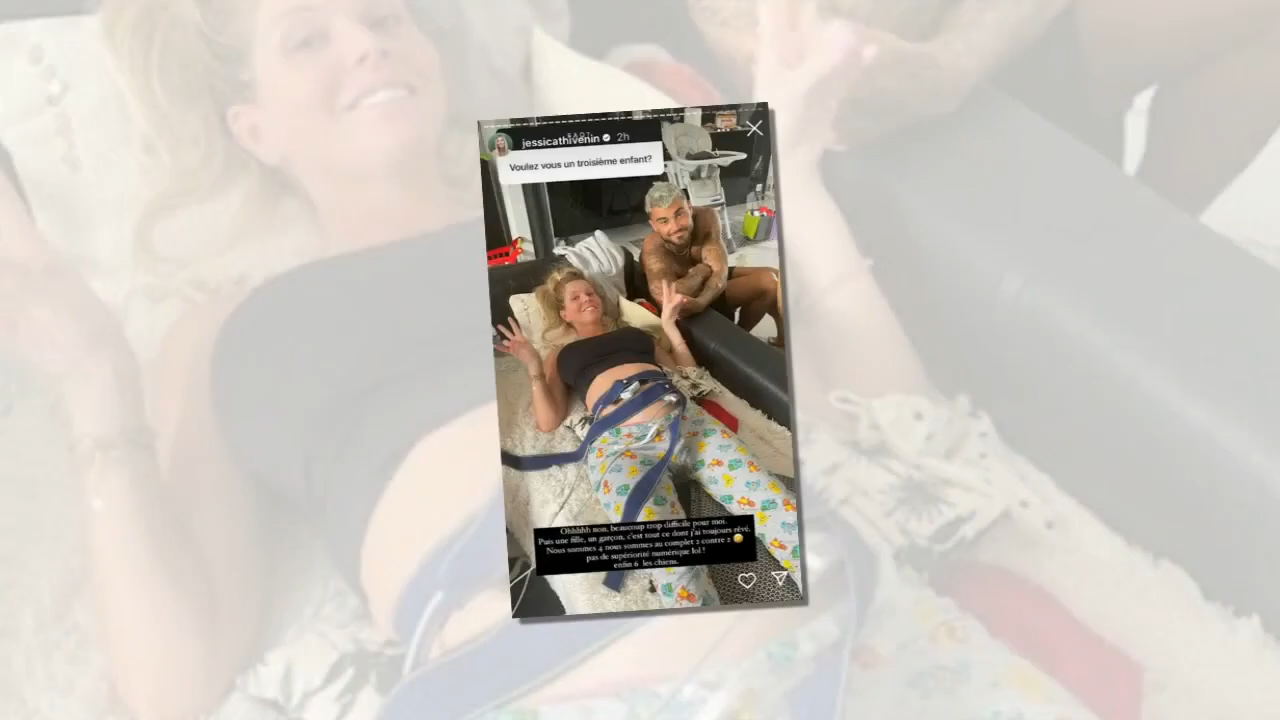 jessicathivenin 2h
Voulez vous un troisième enfant?
Ohhhhh non, beaucoup trop difficile pour moi.
Puis une fille, un garçon, c'est tout ce dont j'ai toujours rêvé.
Nous sommes 4 nous sommes au complet 2 contre 2 😉
pas de supériorité numérique lol !
enfin 6 les chiens.